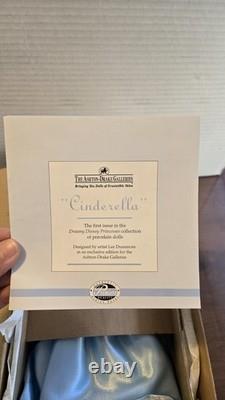 THE ASHTON-DRAKE GALLERIES
Bringing You Dolls of Irresistible Value
"Cinderella"
The first issue in the
Dreamy Disney Princesses collection
of porcelain dolls
Designed by artist Lee
in an exclusive edition for the
Ashton-Drake Galleries
ebay